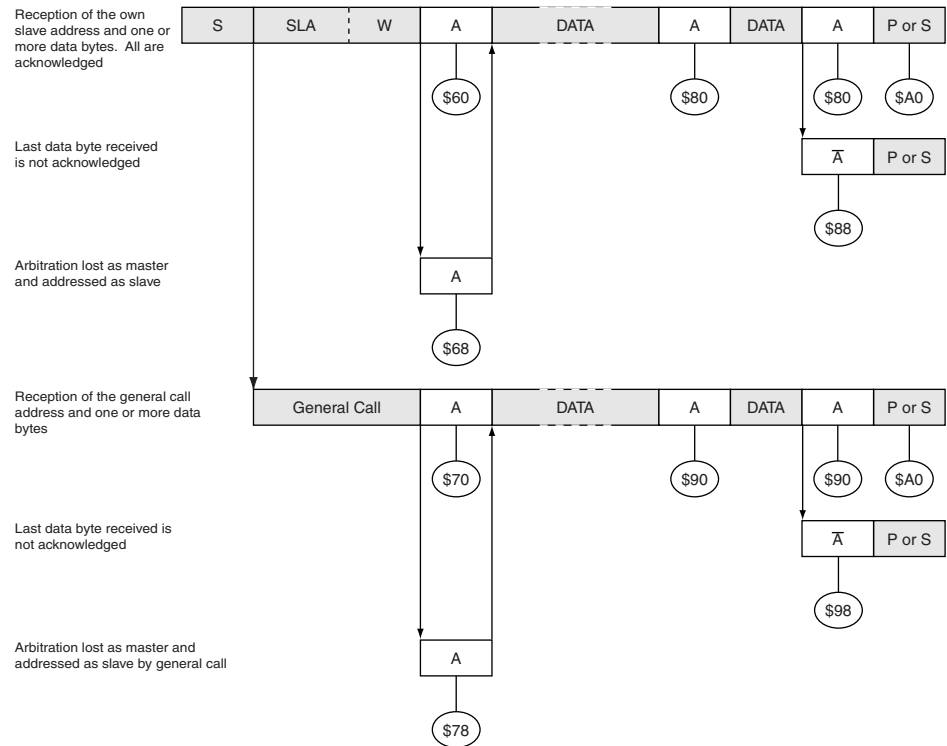 Reception of the own
slave address and one or
more data bytes. All are
acknowledged
S SLA W A DATA A DATA A P or S
$60 $80 $80 $A0
Last data byte received
is not acknowledged
A̅ P or S
$88
Arbitration lost as master
and addressed as slave
A
$68
Reception of the general call
address and one or more data
bytes
General Call A DATA A DATA A P or S
$70 $90 $90 $A0
Last data byte received is
not acknowledged
A̅ P or S
$98
Arbitration lost as master and
addressed as slave by general call
A
$78